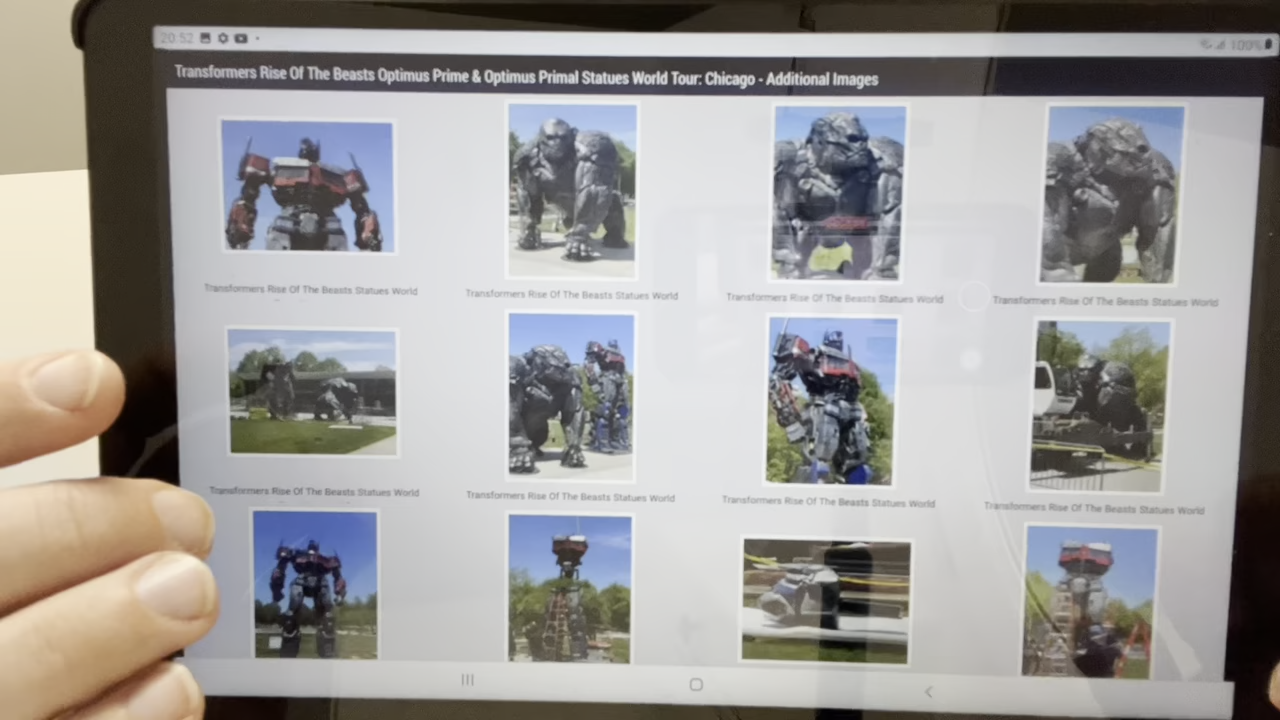 20:52
100%
Transformers Rise Of The Beasts Optimus Prime & Optimus Primal Statues World Tour: Chicago - Additional Images
Transformers Rise Of The Beasts Statues World
Transformers Rise Of The Beasts Statues World
Transformers Rise Of The Beasts Statues World
Transformers Rise Of The Beasts Statues World
Transformers Rise Of The Beasts Statues World
Transformers Rise Of The Beasts Statues World
Transformers Rise Of The Beasts Statues World
Transformers Rise Of The Beasts Statues World